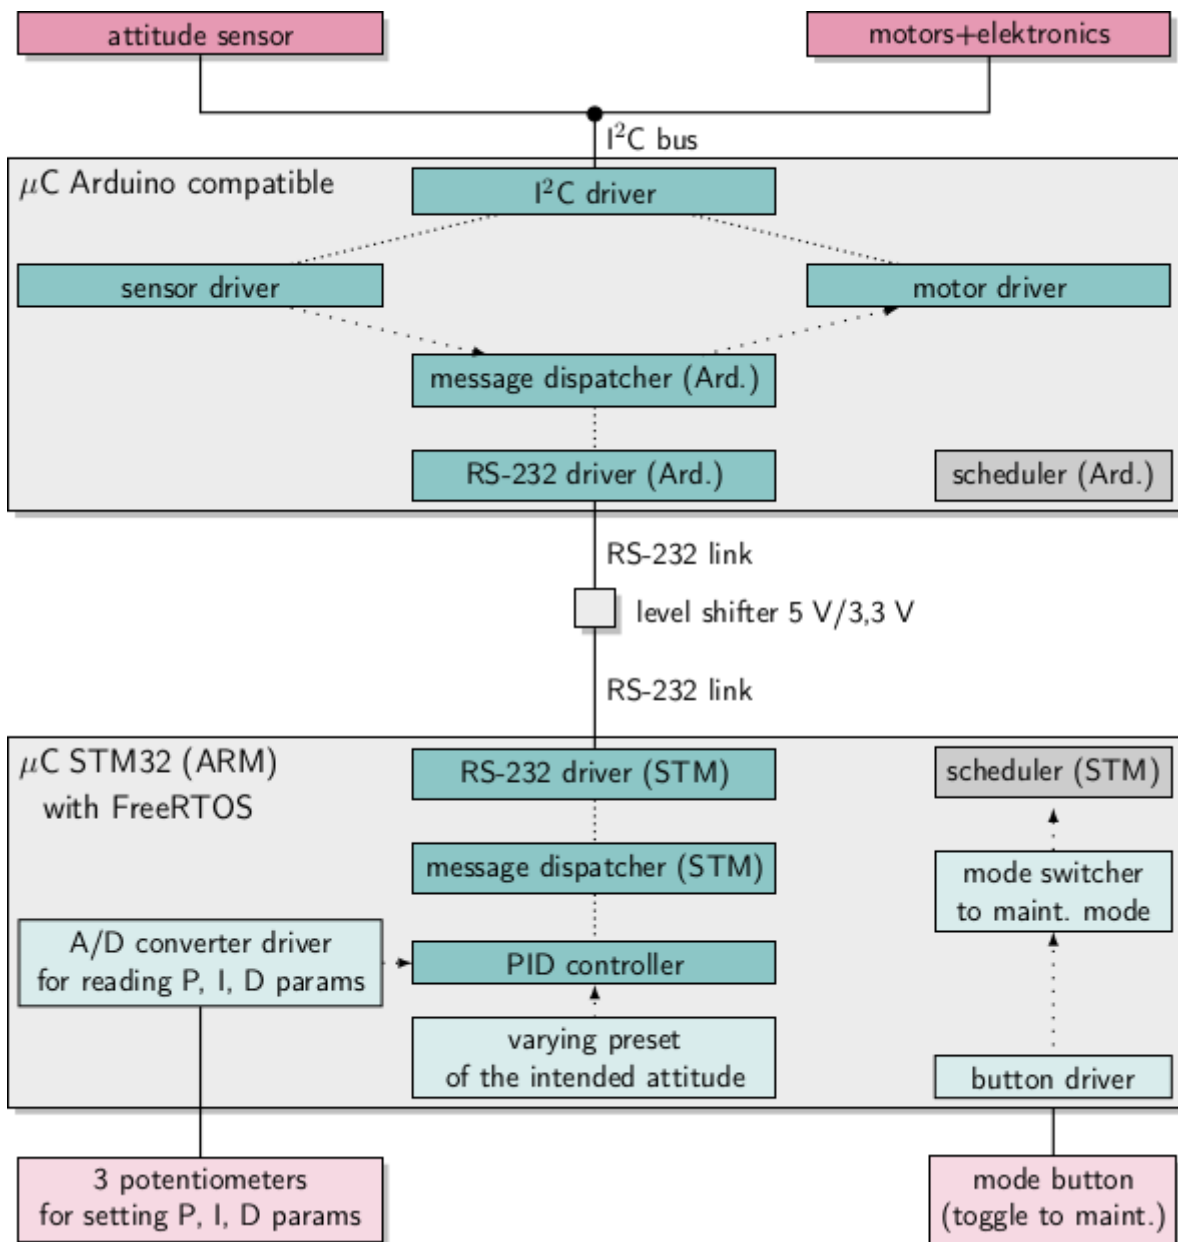 attitude sensor
motors+elektronics
I²C bus
μC Arduino compatible
I²C driver
sensor driver
motor driver
message dispatcher (Ard.)
RS-232 driver (Ard.)
scheduler (Ard.)
RS-232 link
level shifter 5 V/3,3 V
RS-232 link
μC STM32 (ARM)
with FreeRTOS
RS-232 driver (STM)
scheduler (STM)
message dispatcher (STM)
mode switcher
to maint. mode
A/D converter driver
for reading P, I, D params
PID controller
varying preset
of the intended attitude
button driver
3 potentiometers
for setting P, I, D params
mode button
(toggle to maint.)